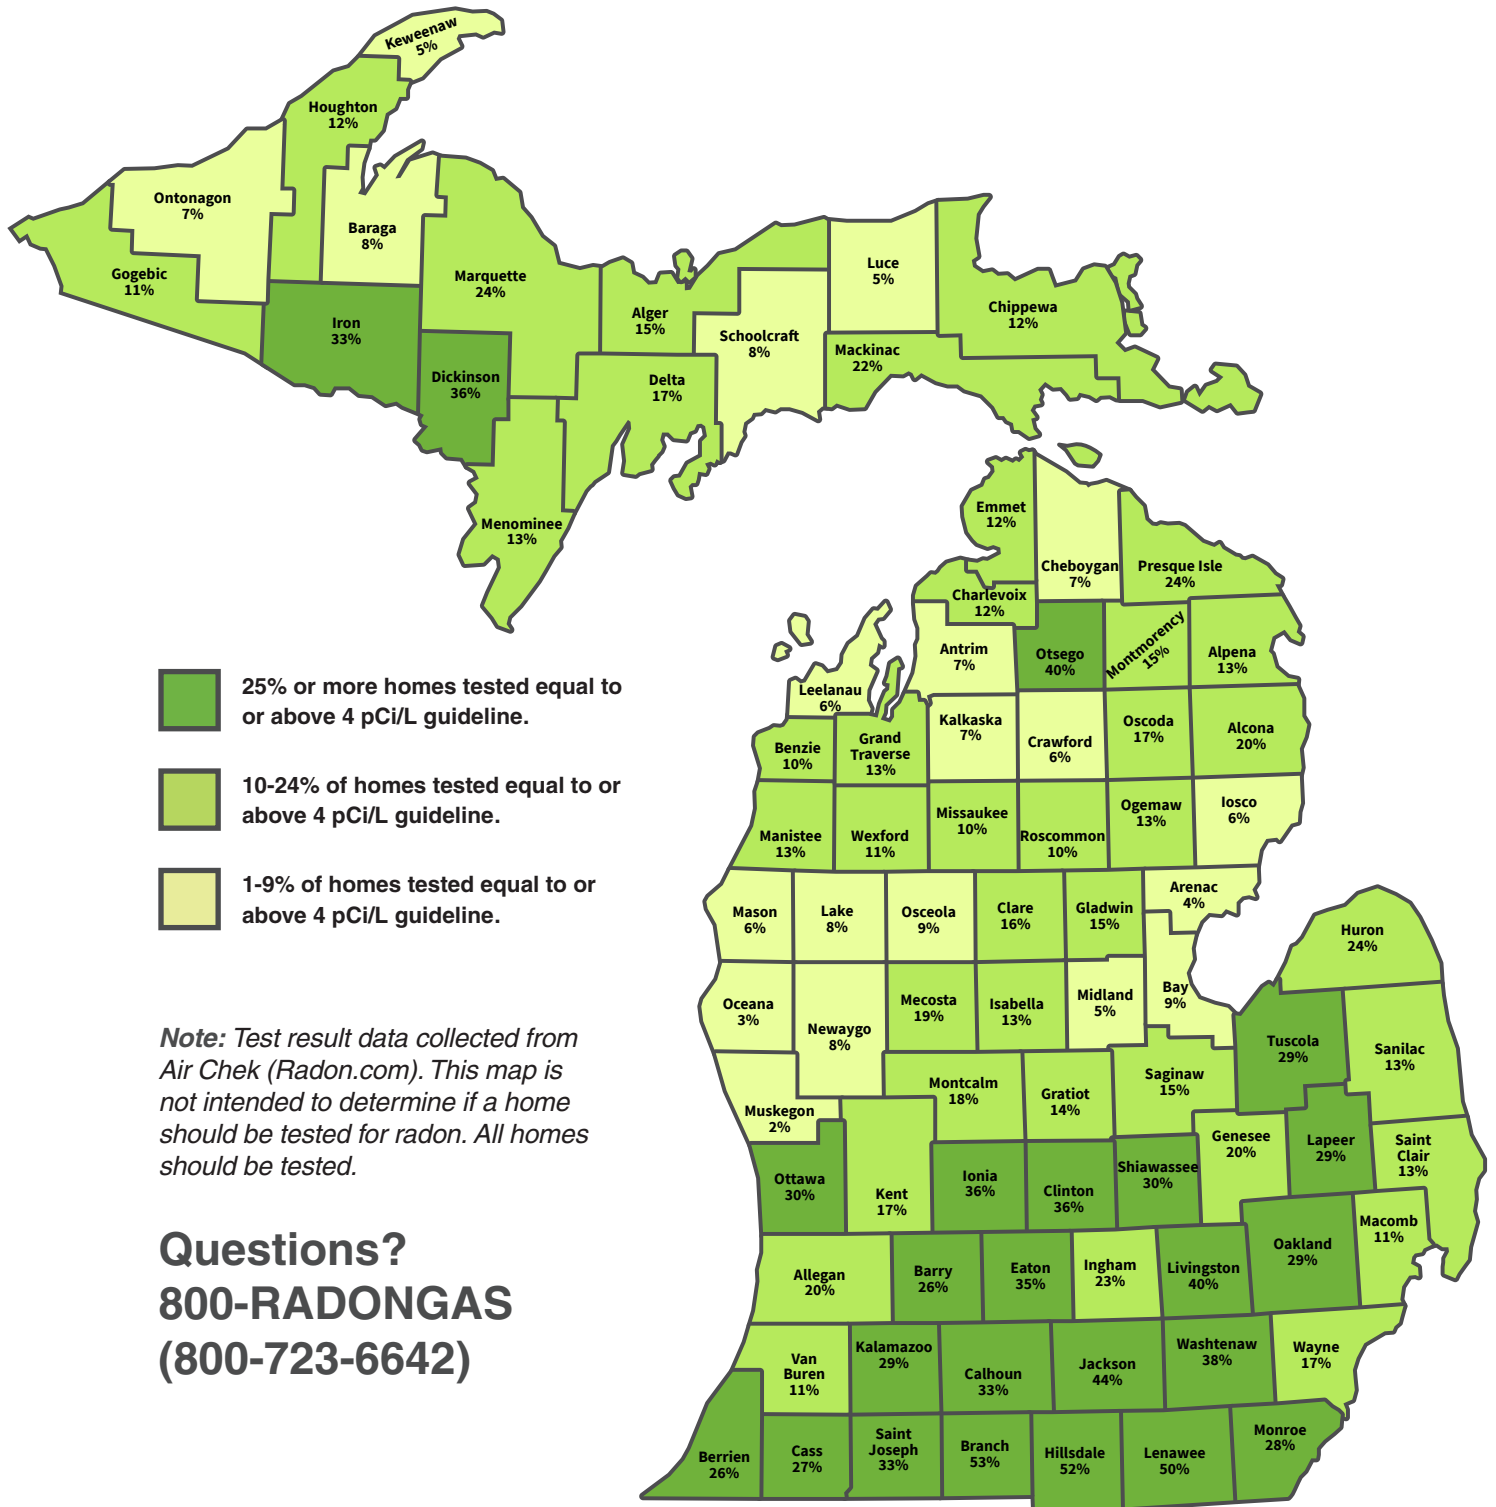 Keweenaw
5%
Houghton
12%
Ontonagon
7%
Baraga
8%
Gogebic
11%
Marquette
24%
Iron
33%
Dickinson
36%
Alger
15%
Luce
5%
Chippewa
12%
Schoolcraft
8%
Mackinac
22%
Delta
17%
Menominee
13%
Emmet
12%
Cheboygan
7%
Presque Isle
24%
Charlevoix
12%
Antrim
7%
Otsego
40%
Montmorency
15%
Alpena
13%
Leelanau
6%
Benzie
10%
Grand
Traverse
13%
Kalkaska
7%
Crawford
6%
Oscoda
17%
Alcona
20%
Manistee
13%
Wexford
11%
Missaukee
10%
Roscommon
10%
Ogemaw
13%
Iosco
6%
Mason
6%
Lake
8%
Osceola
9%
Clare
16%
Gladwin
15%
Arenac
4%
Huron
24%
Oceana
3%
Newaygo
8%
Mecosta
19%
Isabella
13%
Midland
5%
Bay
9%
Tuscola
29%
Sanilac
13%
Muskegon
2%
Montcalm
18%
Gratiot
14%
Saginaw
15%
Genesee
20%
Lapeer
29%
Saint
Clair
13%
Ottawa
30%
Kent
17%
Ionia
36%
Clinton
36%
Shiawassee
30%
Macomb
11%
Allegan
20%
Barry
26%
Eaton
35%
Ingham
23%
Livingston
40%
Oakland
29%
Van
Buren
11%
Kalamazoo
29%
Calhoun
33%
Jackson
44%
Washtenaw
38%
Wayne
17%
Berrien
26%
Cass
27%
Saint
Joseph
33%
Branch
53%
Hillsdale
52%
Lenawee
50%
Monroe
28%
25% or more homes tested equal to
or above 4 pCi/L guideline.
10-24% of homes tested equal to or
above 4 pCi/L guideline.
1-9% of homes tested equal to or
above 4 pCi/L guideline.
Note: Test result data collected from
Air Chek (Radon.com). This map is
not intended to determine if a home
should be tested for radon. All homes
should be tested.
Questions?
800-RADONGAS
(800-723-6642)